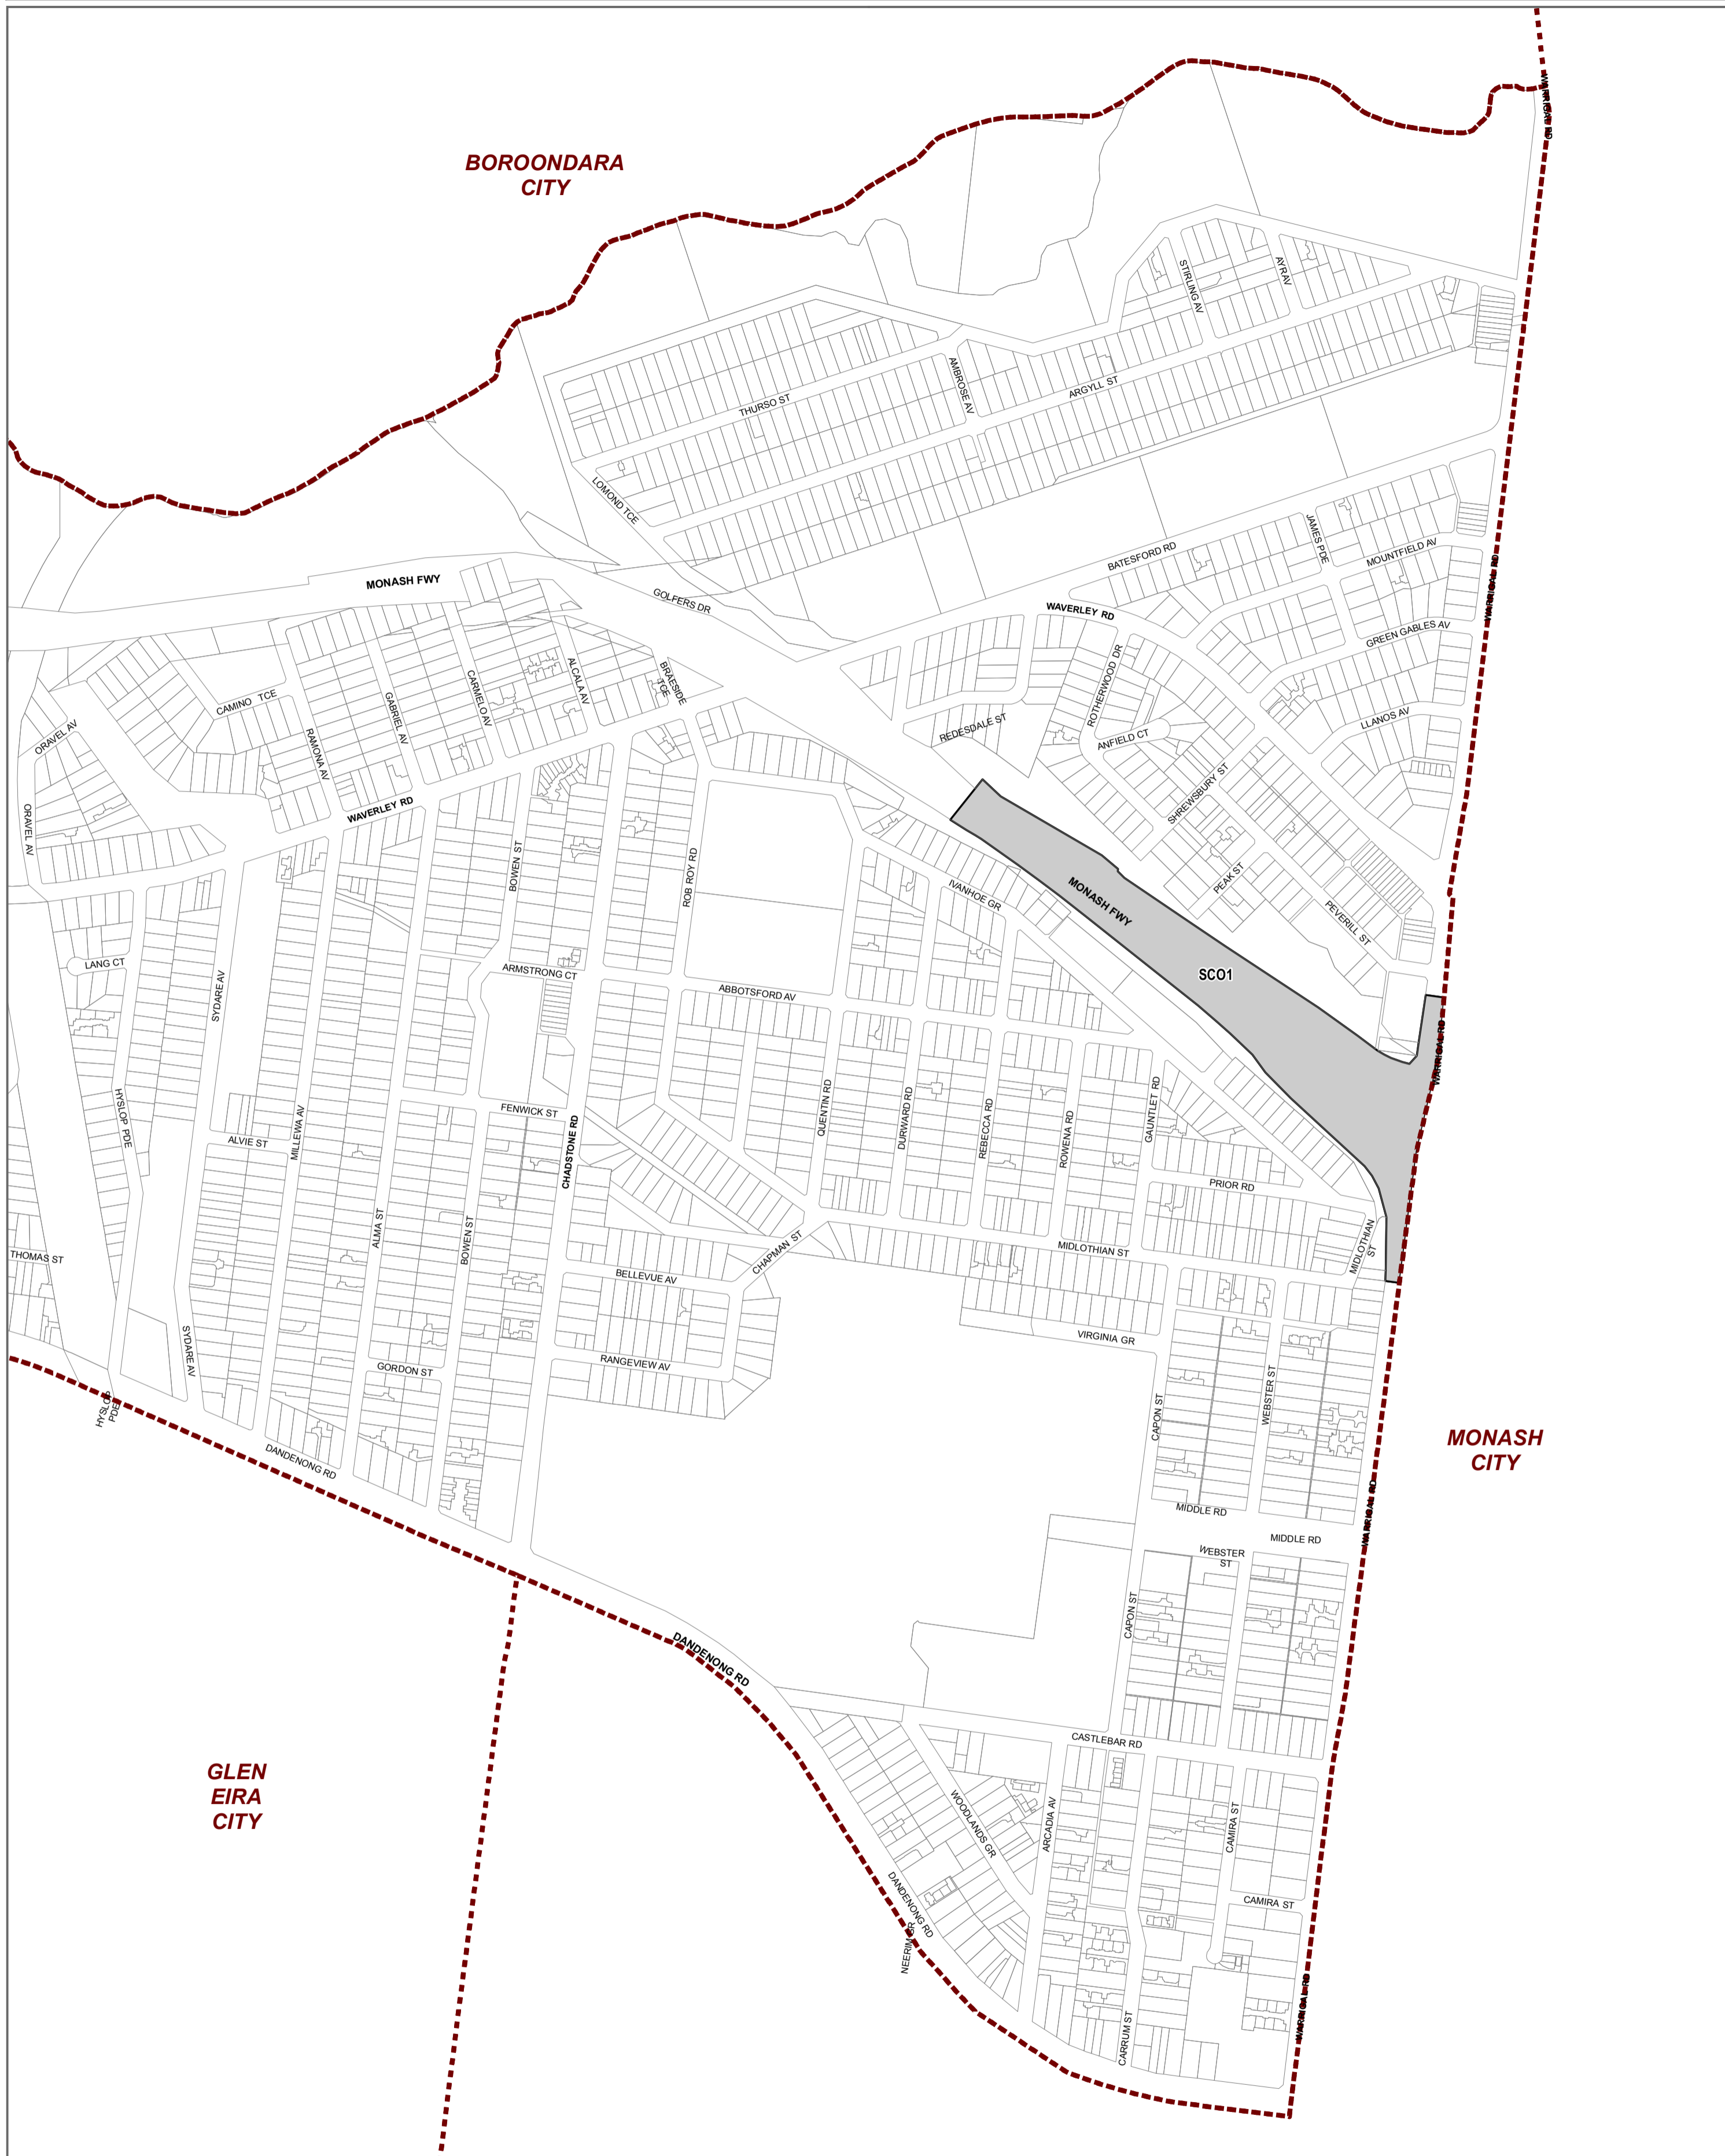 WARRIGAL RD
BOROONDARA
CITY
STIRLING AV
AYRAV
AMBROSE AV
ARGYLL ST
THURSO ST
LOMOND TCE
JAMES PDE
MOUNTFIELD AV
BATESFORD RD
MONASH FWY
WARRIGAL RD
GOLFERS DR
WAVERLEY RD
GREEN GABLES AV
BRAESIDE
TCE
ALCALA AV
CARMELO AV
ROTHERWOOD DR
CAMINO TCE
GABRIEL AV
LLANOS AV
REDESDALE ST
ORAVEL AV
RAMONA AV
ANFIELD CT
SHREWSBURY ST
WAVERLEY RD
ORAVEL AV
BOWEN ST
ROB ROY RD
PEAK ST
IVANHOE GR
MONASH FWY
PEVERILL ST
LANG CT
ARMSTRONG CT
SCO1
SYDARE AV
ABBOTSFORD AV
WARRIGAL RD
HYSLOP PDE
FENWICK ST
QUENTIN RD
DURWARD RD
REBECCA RD
ROWENA RD
GAUNTLET RD
ALVIE ST
MILLEWA AV
CHADSTONE RD
PRIOR RD
ALMA ST
BOWEN ST
THOMAS ST
CHAPMAN ST
MIDLOTHIAN ST
MIDLOTHIAN
ST
BELLEVUE AV
VIRGINIA GR
SYDARE AV
GORDON ST
RANGEVIEW AV
HYSLOP
PDE
CAPON ST
WEBSTER ST
MONASH
CITY
DANDENONG RD
MIDDLE RD
WARRIGAL RD
MIDDLE RD
WEBSTER
ST
CAPON ST
DANDENONG RD
CASTLEBAR RD
GLEN
EIRA
CITY
WOODLANDS GR
ARCADIA AV
CAMIRA ST
DANDENONG RD
CAMIRA ST
WARRIGAL RD
CARRUM ST